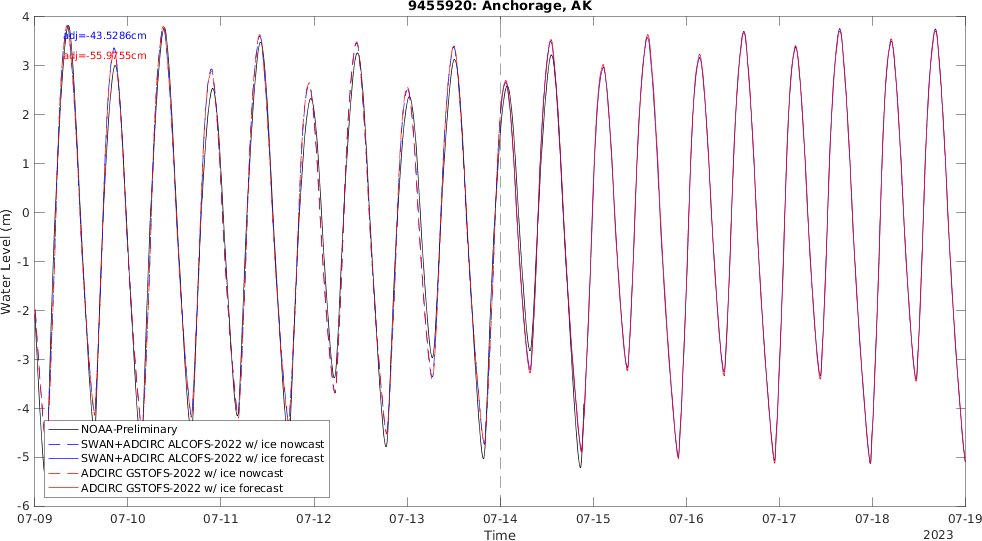 9455920: Anchorage, AK
adj=-43.5286cm
adj=-55.9755cm
Water Level (m)
4
3
2
1
0
-1
-2
-3
-4
-5
-6
NOAA-Preliminary
SWAN+ADCIRC ALCOFS-2022 w/ ice nowcast
SWAN+ADCIRC ALCOFS-2022 w/ ice forecast
ADCIRC GSTOFS-2022 w/ ice nowcast
ADCIRC GSTOFS-2022 w/ ice forecast
07-09 07-10 07-11 07-12 07-13 07-14 07-15 07-16 07-17 07-18 07-19
Time
2023